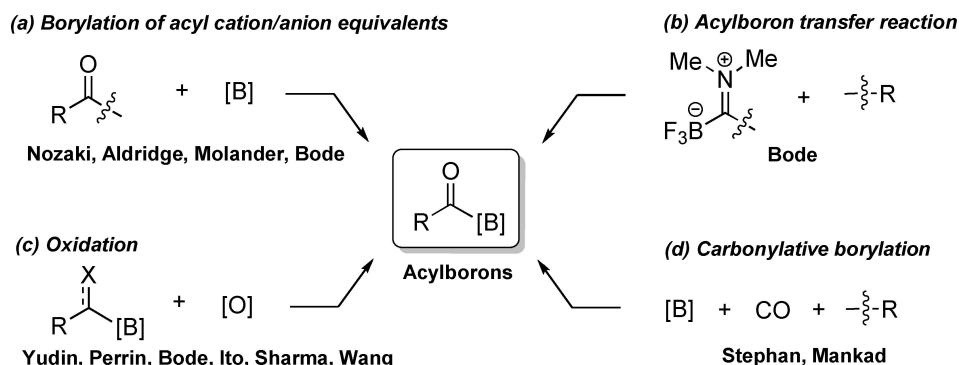 (a) Borylation of acyl cation/anion equivalents
O
R
+ [B]
Nozaki, Aldridge, Molander, Bode
(b) Acylboron transfer reaction
Me ⊕ Me
N
⊖
F3B
+ R
Bode
O
R [B]
Acylborons
(c) Oxidation
X
R [B]
+ [O]
Yudin, Perrin, Bode, Ito, Sharma, Wang
(d) Carbonylative borylation
[B] + CO + R
Stephan, Mankad